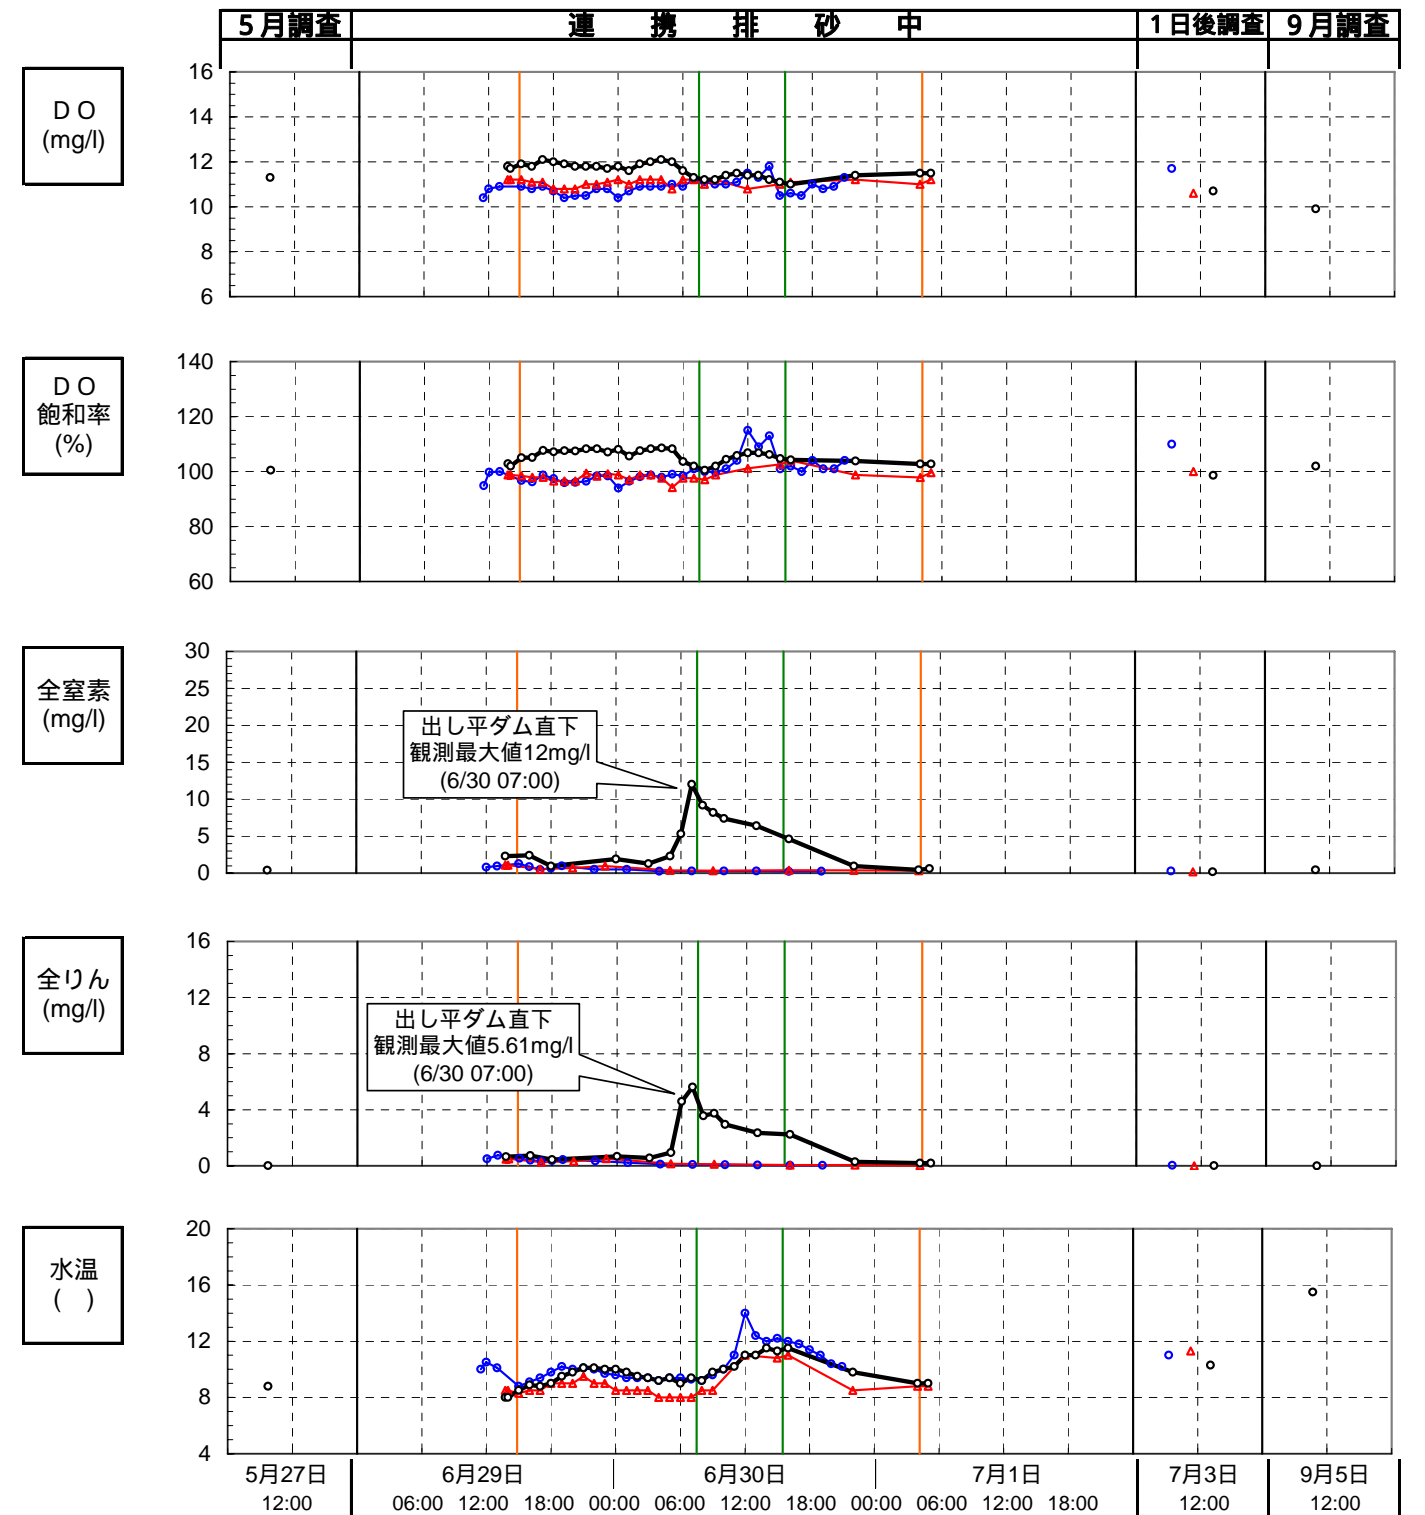 5月調査 連携排砂中 1日後調査 9月調査
DO
(mg/l)
16
14
12
10
8
6
DO
飽和率
(%)
140
120
100
80
60
全窒素
(mg/l)
30
25
20
15
10
5
0
出し平ダム直下
観測最大値12mg/l
(6/30 07:00)
全りん
(mg/l)
16
12
8
4
0
出し平ダム直下
観測最大値5.61mg/l
(6/30 07:00)
水温
( )
20
16
12
8
4
5月27日 6月29日 6月30日 7月1日 7月3日 9月5日
12:00 06:00 12:00 18:00 00:00 06:00 12:00 18:00 00:00 06:00 12:00 18:00 12:00 12:00